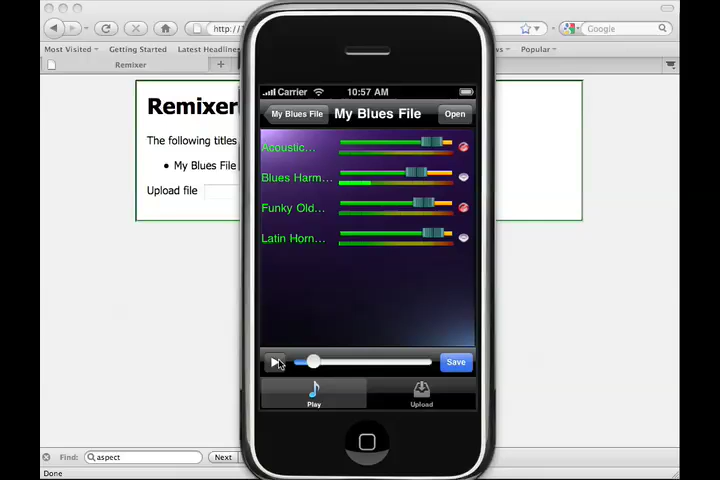 http://1
Google
Most Visited
Getting Started
Latest Headlines
Popular
Remixer
Carrier
10:57 AM
My Blues File
My Blues File
Open
Remixer
The following titles
My Blues File
Upload file
Acoustic...
Blues Harm...
Funky Old...
Latin Horn...
Save
Play
Upload
Find:
aspect
Next
Done